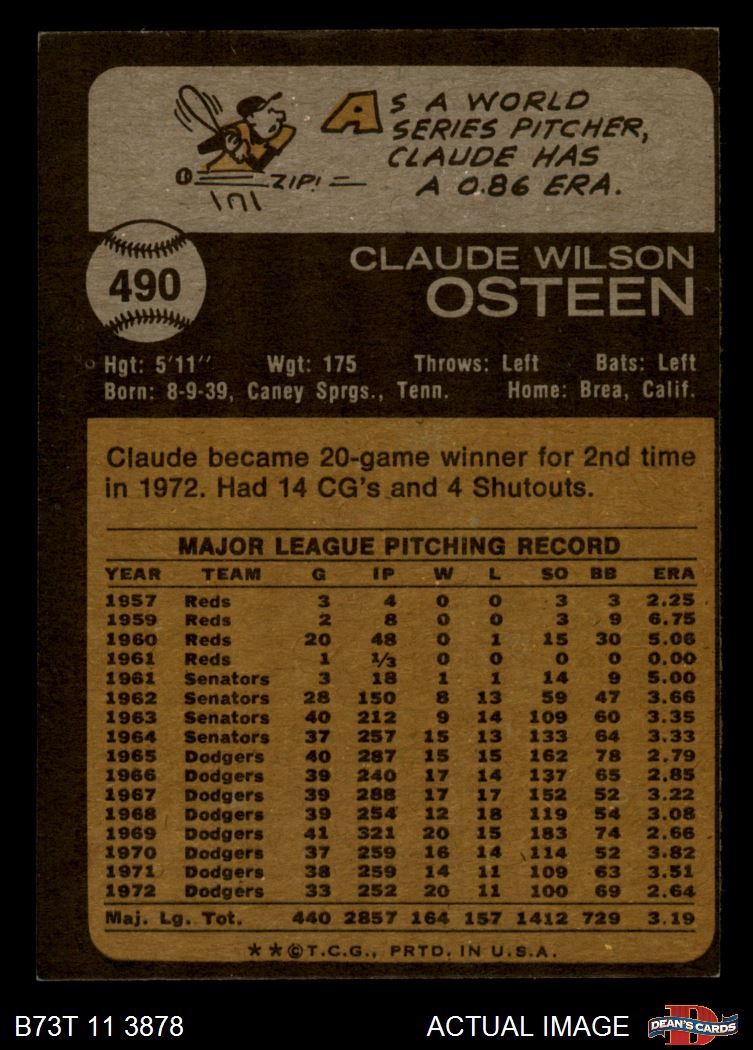 AS A WORLD
SERIES PITCHER,
CLAUDE HAS
A 0.86 ERA.
ZIP!
490
CLAUDE WILSON
OSTEEN
Hgt: 5'11" Wgt: 175 Throws: Left Bats: Left
Born: 8-9-39, Caney Sprgs., Tenn. Home: Brea, Calif.
Claude became 20-game winner for 2nd time
in 1972. Had 14 CG's and 4 Shutouts.
MAJOR LEAGUE PITCHING RECORD
YEAR TEAM G IP W L SO BB ERA
1957 Reds 3 4 0 0 3 3 2.25
1959 Reds 2 8 0 0 3 9 6.75
1960 Reds 20 48 0 1 15 30 5.06
1961 Reds 1 1/3 0 0 0 0 0.00
1961 Senators 3 18 1 1 14 9 5.00
1962 Senators 28 150 8 13 59 47 3.66
1963 Senators 40 212 9 14 109 60 3.35
1964 Senators 37 257 15 13 133 64 3.33
1965 Dodgers 40 287 15 15 162 78 2.79
1966 Dodgers 39 240 17 14 137 65 2.85
1967 Dodgers 39 288 17 17 152 52 3.22
1968 Dodgers 39 254 12 18 119 54 3.08
1969 Dodgers 41 321 20 15 183 74 2.66
1970 Dodgers 37 259 16 14 114 52 3.82
1971 Dodgers 38 259 14 11 109 63 3.51
1972 Dodgers 33 252 20 11 100 69 2.64
Maj. Lg. Tot. 440 2857 164 157 1412 729 3.19
**©T.C.G., PRTD. IN U.S.A.
B73T 11 3878 ACTUAL IMAGE
D
DEAN'S CARDS